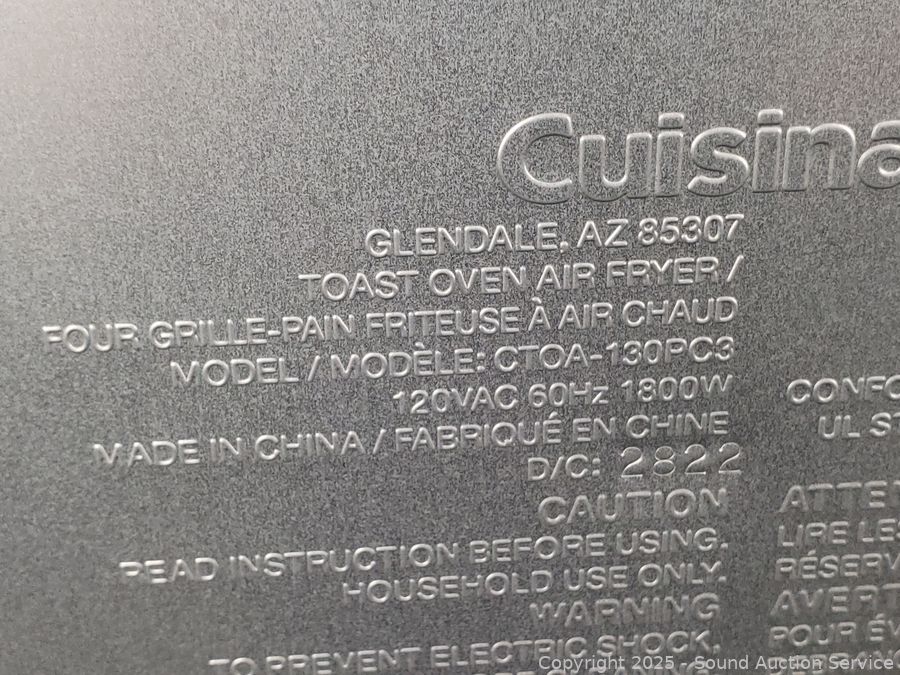 Cuisina
GLENDALE, AZ 85307
TOAST OVEN AIR FRYER /
FOUR GRILLE-PAIN FRITEUSE À AIR CHAUD
MODEL / MODÈLE: CTOA-130PC3
120VAC 60Hz 1800W
MADE IN CHINA / FABRIQUÉ EN CHINE
D/C: 2822
CAUTION
READ INSTRUCTION BEFORE USING.
HOUSEHOLD USE ONLY.
WARNING
TO PREVENT ELECTRIC SHOCK,
CONFO
UL ST
ATTE
LIRE LES
RÉSERV
AVERT
POUR ÉV
Copyright 2025 - Sound Auction Service